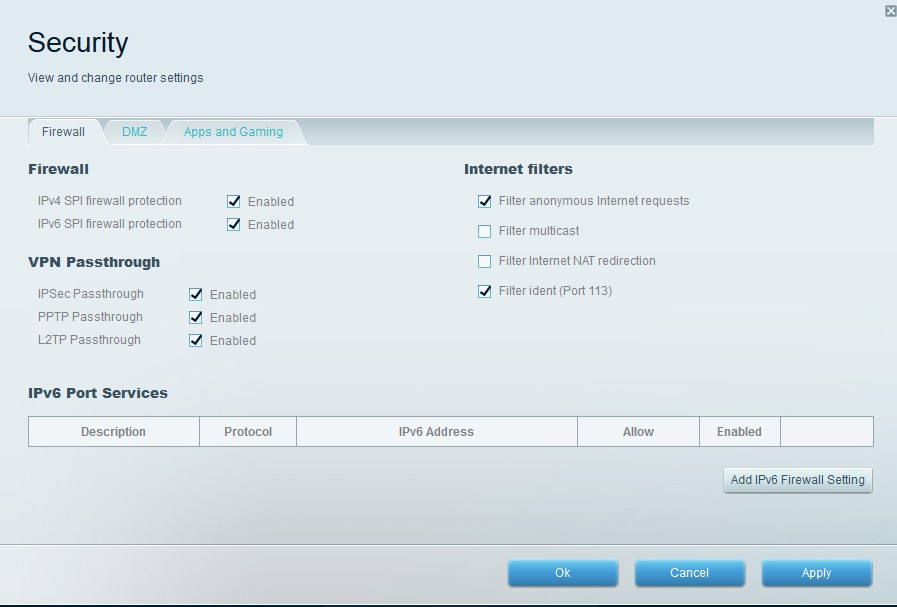 Security
View and change router settings
Firewall DMZ Apps and Gaming
Firewall
IPv4 SPI firewall protection Enabled
IPv6 SPI firewall protection Enabled
VPN Passthrough
IPSec Passthrough Enabled
PPTP Passthrough Enabled
L2TP Passthrough Enabled
Internet filters
Filter anonymous Internet requests
Filter multicast
Filter Internet NAT redirection
Filter ident (Port 113)
IPv6 Port Services
Description Protocol IPv6 Address Allow Enabled
Add IPv6 Firewall Setting
Ok Cancel Apply